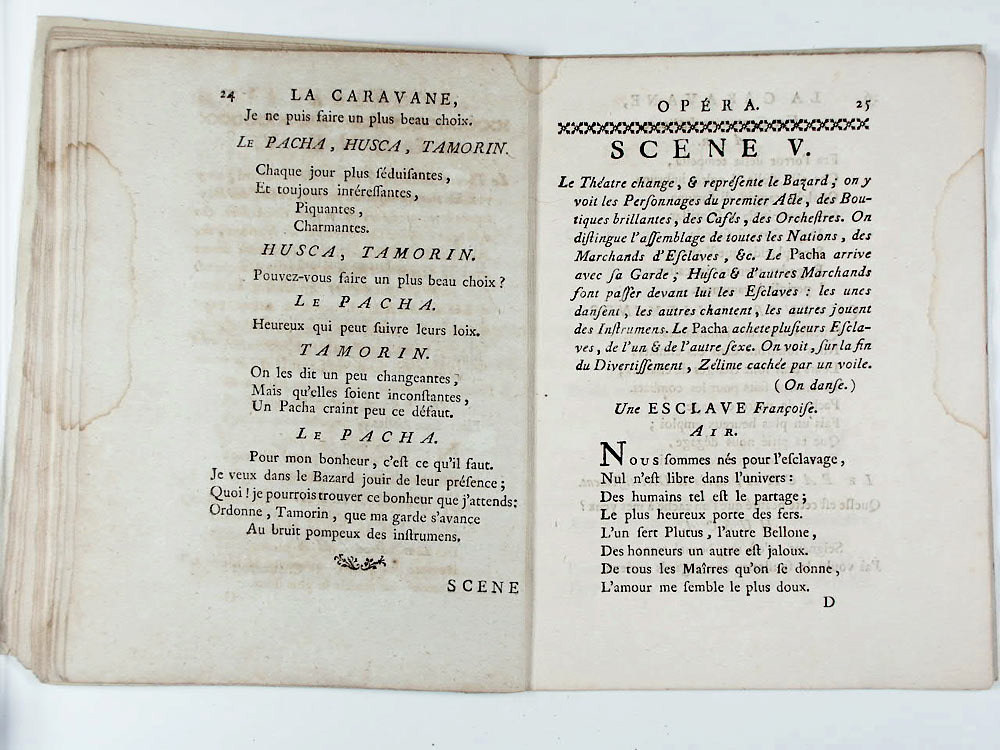 24 LA CARAVANE,
Je ne puis faire un plus beau choix.
LE PACHA, HUSCA, TAMORIN.
Chaque jour plus ſéduiſantes,
Et toujours intéreſſantes,
Piquantes,
Charmantes.
HUSCA, TAMORIN.
Pouvez-vous faire un plus beau choix?
LE PACHA.
Heureux qui peut ſuivre leurs loix.
TAMORIN.
On les dit un peu changeantes,
Mais qu'elles ſoient inconſtantes,
Un Pacha craint peu ce défaut.
LE PACHA.
Pour mon bonheur, c'eſt ce qu'il faut.
Je veux dans le Bazard jouir de leur préſence;
Quoi! je pourrois trouver ce bonheur que j'attends:
Ordonne, Tamorin, que ma garde s'avance
Au bruit pompeux des inſtrumens.
SCENE
OPÉRA. 25
SCENE V.
Le Théatre change, & repréſente le Bazard; on y
voit les Perſonnages du premier Acte, des Bou-
tiques brillantes, des Cafés, des Orcheſtres. On
diſtingue l'aſſemblage de toutes les Nations, des
Marchands d'Eſclaves, &c. Le Pacha arrive
avec ſa Garde; Huſca & d'autres Marchands
font paſſer devant lui les Eſclaves: les unes
danſent, les autres chantent, les autres jouent
des Inſtrumens. Le Pacha achete pluſieurs Eſcla-
ves, de l'un & de l'autre ſexe. On voit, ſur la fin
du Divertiſſement, Zélime cachée par un voile.
(On danſe.)
Une ESCLAVE Françoiſe.
AIR.
NOUS ſommes nés pour l'eſclavage,
Nul n'eſt libre dans l'univers:
Des humains tel eſt le partage;
Le plus heureux porte des fers.
L'un ſert Plutus, l'autre Bellone,
Des honneurs un autre eſt jaloux.
De tous les Maîtres qu'on ſe donne,
L'amour me ſemble le plus doux.
D